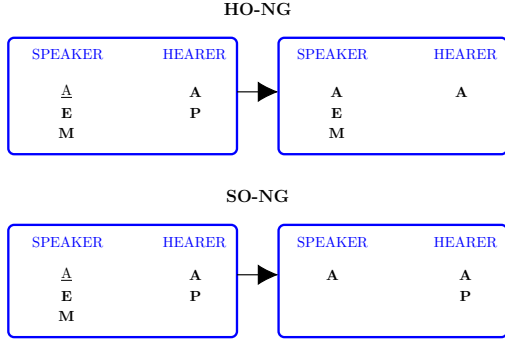 HO-NG
SPEAKER HEARER SPEAKER HEARER
A A A A
E P E
M M
SO-NG
SPEAKER HEARER SPEAKER HEARER
A A A A
E P P
M